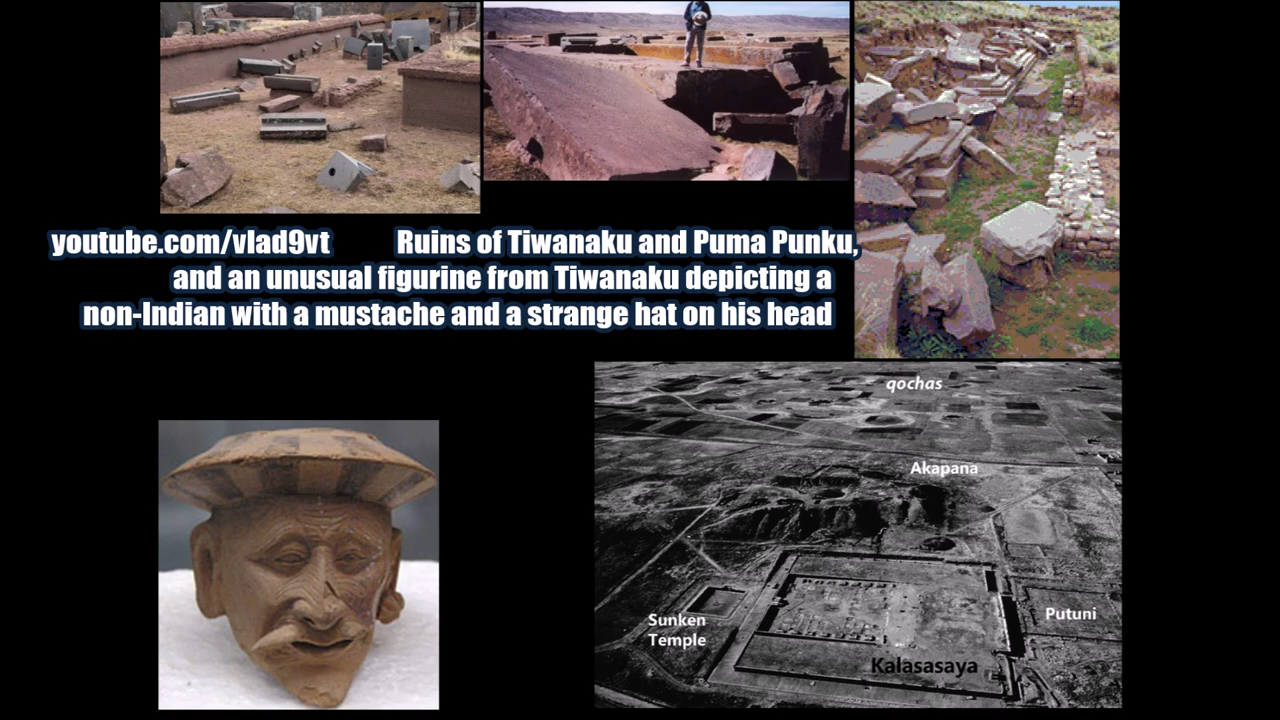 youtube.com/vlad9vt Ruins of Tiwanaku and Puma Punku,
and an unusual figurine from Tiwanaku depicting a
non-Indian with a mustache and a strange hat on his head
qochas
Akapana
Sunken
Temple
Putuni
Kalasasaya